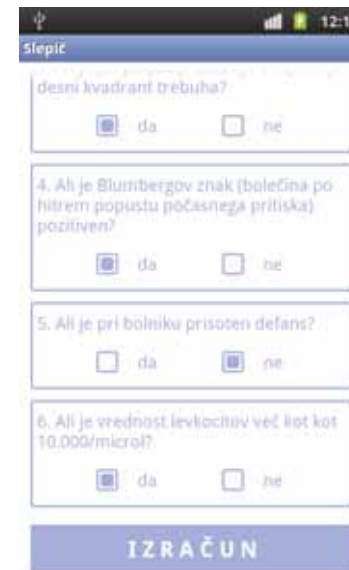 12:1
Slepič
desni kvadrant trebuha?
da ne
4. Ali je Blumbergov znak (bolečina po
hitrem popustu počasnega pritiska)
pozitiven?
da ne
5. Ali je pri bolniku prisoten defans?
da ne
6. Ali je vrednost levkocitov več kot kot
10.000/microl?
da ne
IZRAČUN